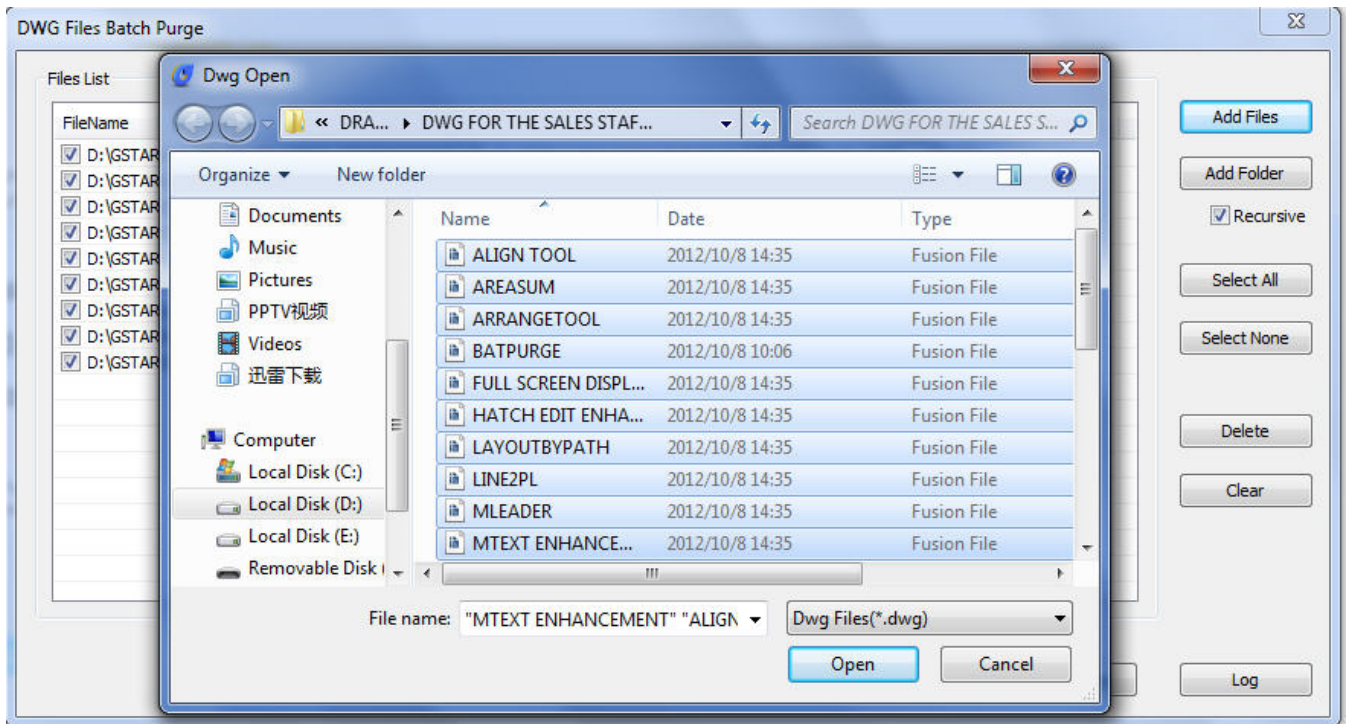 DWG Files Batch Purge
Files List
FileName
D:\GSTAR
D:\GSTAR
D:\GSTAR
D:\GSTAR
D:\GSTAR
D:\GSTAR
D:\GSTAR
D:\GSTAR
D:\GSTAR
Dwg Open
« DRA... ▸ DWG FOR THE SALES STAF...
Search DWG FOR THE SALES S...
Organize
New folder
Documents
Music
Pictures
PPTV视频
Videos
迅雷下载
Computer
Local Disk (C:)
Local Disk (D:)
Local Disk (E:)
Removable Disk (
Name Date Type
ALIGN TOOL 2012/10/8 14:35 Fusion File
AREASUM 2012/10/8 14:35 Fusion File
ARRANGETOOL 2012/10/8 14:35 Fusion File
BATPURGE 2012/10/8 10:06 Fusion File
FULL SCREEN DISPL... 2012/10/8 14:35 Fusion File
HATCH EDIT ENHA... 2012/10/8 14:35 Fusion File
LAYOUTBYPATH 2012/10/8 14:35 Fusion File
LINE2PL 2012/10/8 14:35 Fusion File
MLEADER 2012/10/8 14:35 Fusion File
MTEXT ENHANCE... 2012/10/8 14:35 Fusion File
File name: "MTEXT ENHANCEMENT" "ALIGN
Dwg Files(*.dwg)
Open
Cancel
Add Files
Add Folder
Recursive
Select All
Select None
Delete
Clear
Log